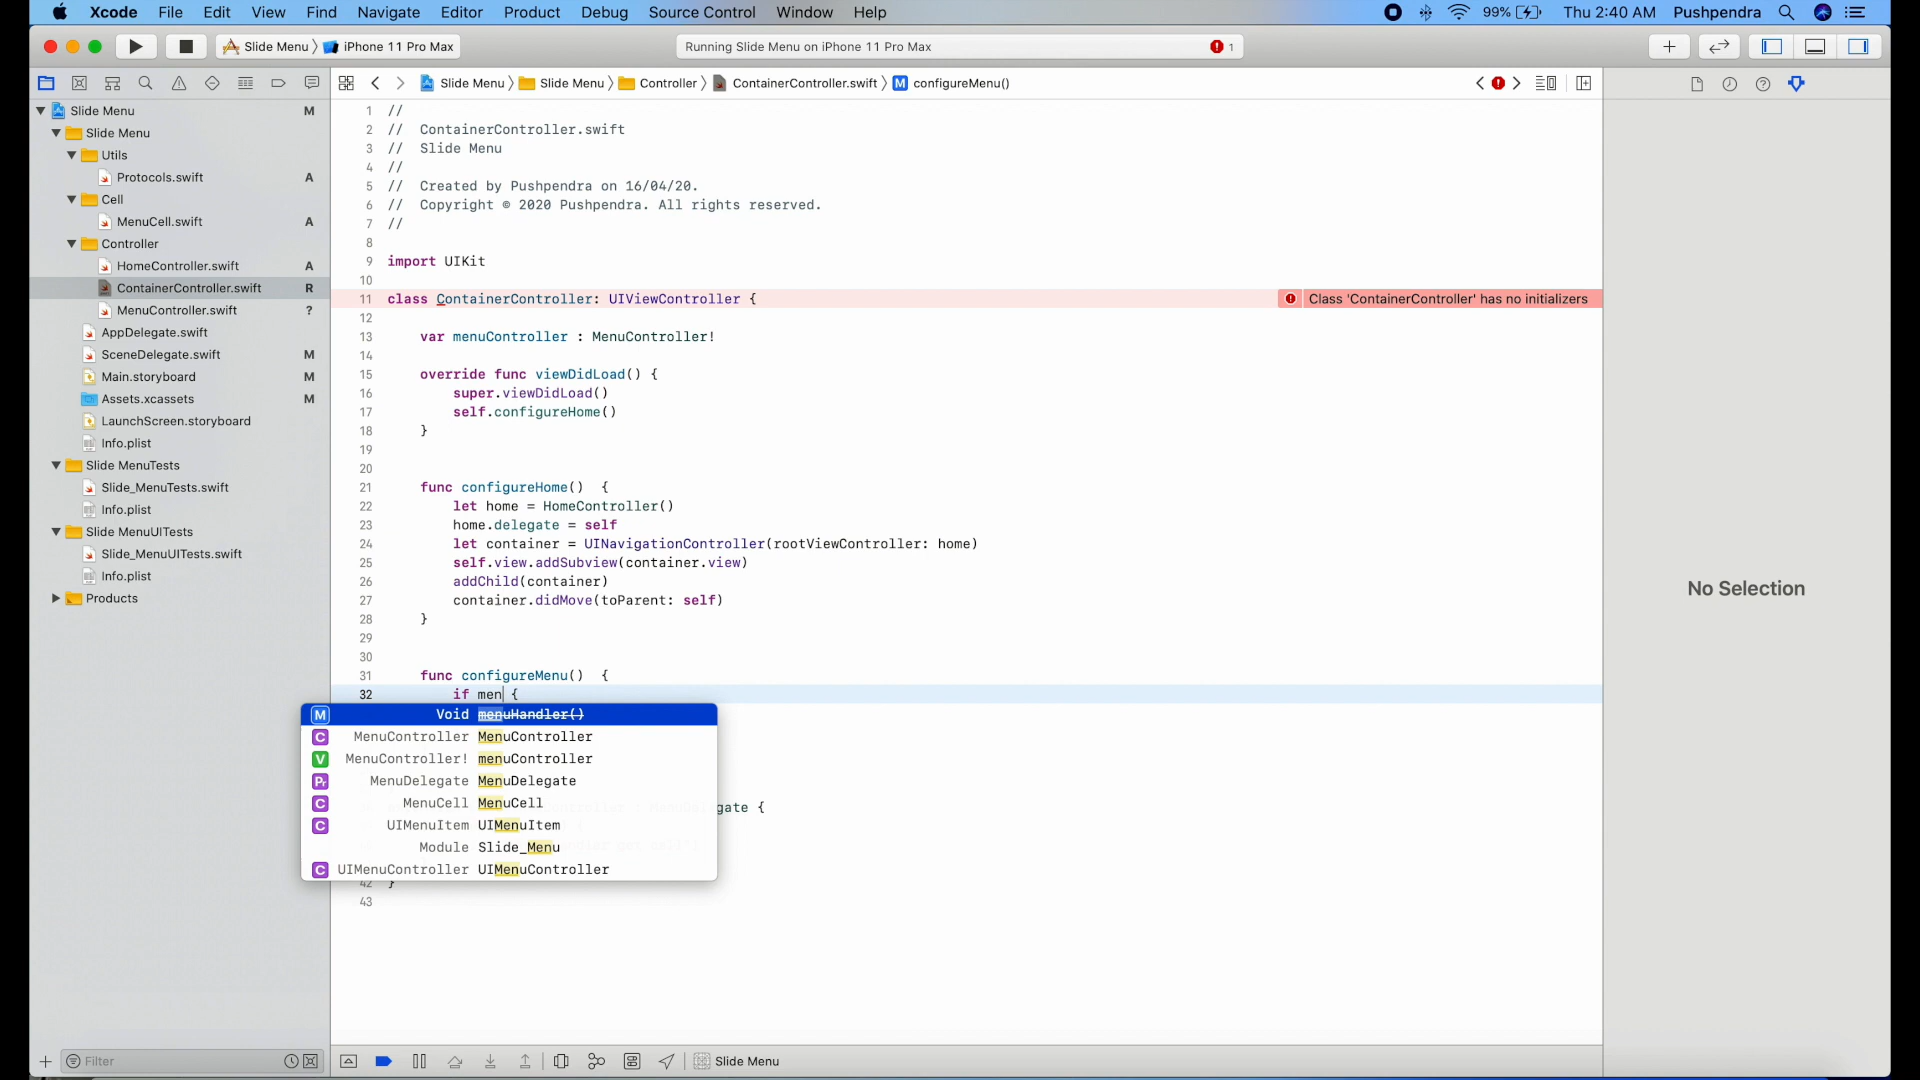 Xcode File Edit View Find Navigate Editor Product Debug Source Control Window Help 99% Thu 2:40 AM Pushpendra
Slide Menu iPhone 11 Pro Max Running Slide Menu on iPhone 11 Pro Max 1
Slide Menu Slide Menu Controller ContainerController.swift M configureMenu()
Slide Menu M
Slide Menu
Utils
Protocols.swift A
Cell
MenuCell.swift A
Controller
HomeController.swift A
ContainerController.swift R
MenuController.swift ?
AppDelegate.swift
SceneDelegate.swift M
Main.storyboard M
Assets.xcassets M
LaunchScreen.storyboard
Info.plist
Slide MenuTests
Slide_MenuTests.swift
Info.plist
Slide MenuUITests
Slide_MenuUITests.swift
Info.plist
Products
Filter
1 //
2 // ContainerController.swift
3 // Slide Menu
4 //
5 // Created by Pushpendra on 16/04/20.
6 // Copyright © 2020 Pushpendra. All rights reserved.
7 //
8
9 import UIKit
10
11 class ContainerController: UIViewController { Class 'ContainerController' has no initializers
12
13 var menuController : MenuController!
14
15 override func viewDidLoad() {
16 super.viewDidLoad()
17 self.configureHome()
18 }
19
20
21 func configureHome() {
22 let home = HomeController()
23 home.delegate = self
24 let container = UINavigationController(rootViewController: home)
25 self.view.addSubview(container.view)
26 addChild(container)
27 container.didMove(toParent: self)
28 }
29
30
31 func configureMenu() {
32 if men {
M Void menuHandler()
C MenuController MenuController
V MenuController! menuController
Pr MenuDelegate MenuDelegate
C MenuCell MenuCell
C UIMenuItem UIMenuItem
Module Slide_Menu
C UIMenuController UIMenuController
gate {
42 }
43
No Selection
Slide Menu